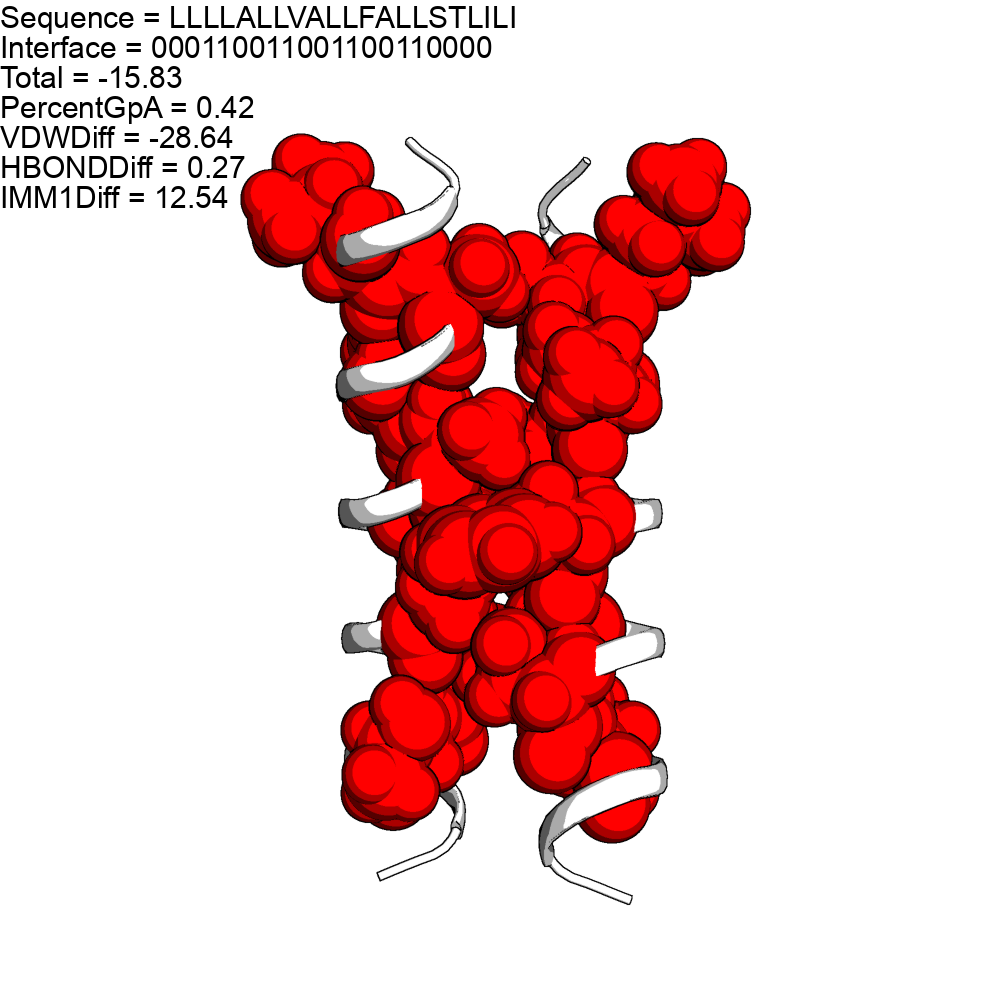 Sequence = LLLLALLVALLFALLSTLILI
Interface = 000110011001100110000
Total = -15.83
PercentGpA = 0.42
VDWDiff = -28.64
HBONDDiff = 0.27
IMM1Diff = 12.54